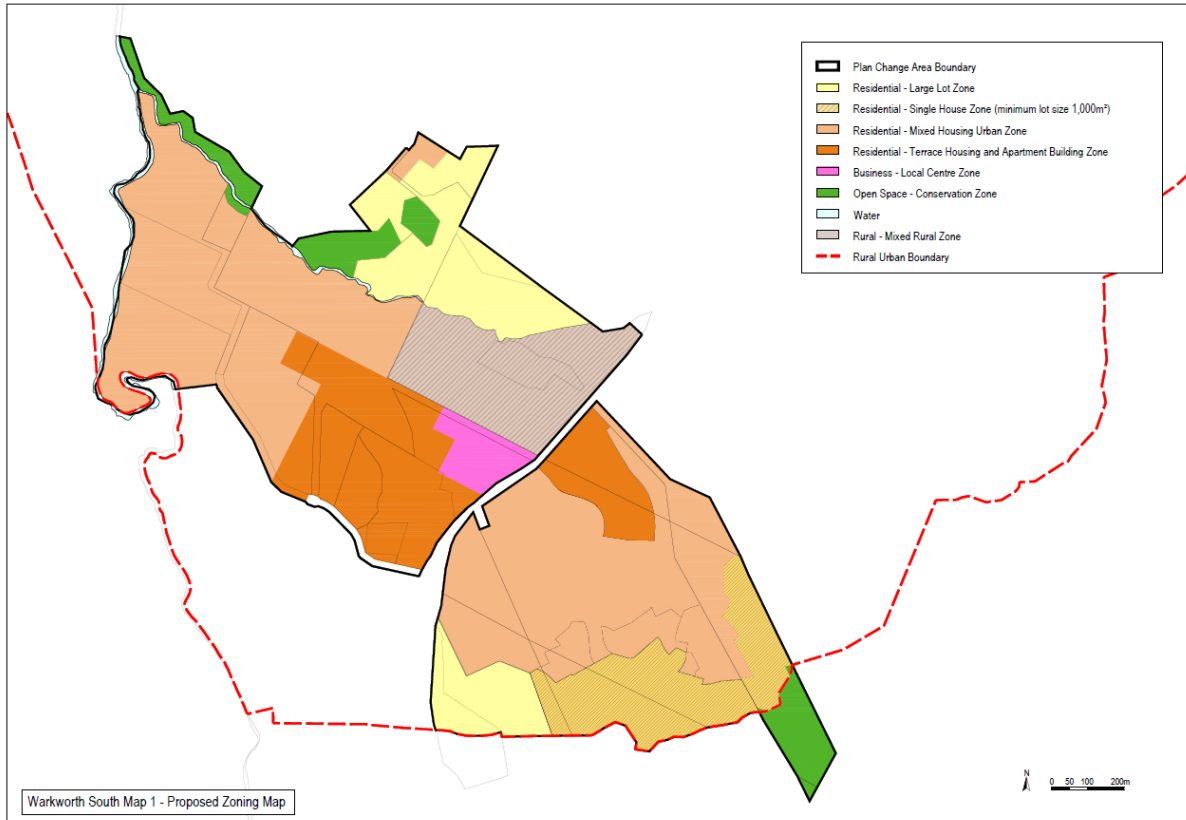 Plan Change Area Boundary
Residential - Large Lot Zone
Residential - Single House Zone (minimum lot size 1,000m²)
Residential - Mixed Housing Urban Zone
Residential - Terrace Housing and Apartment Building Zone
Business - Local Centre Zone
Open Space - Conservation Zone
Water
Rural - Mixed Rural Zone
Rural Urban Boundary
Warkworth South Map 1 - Proposed Zoning Map
N
0 50 100 200m